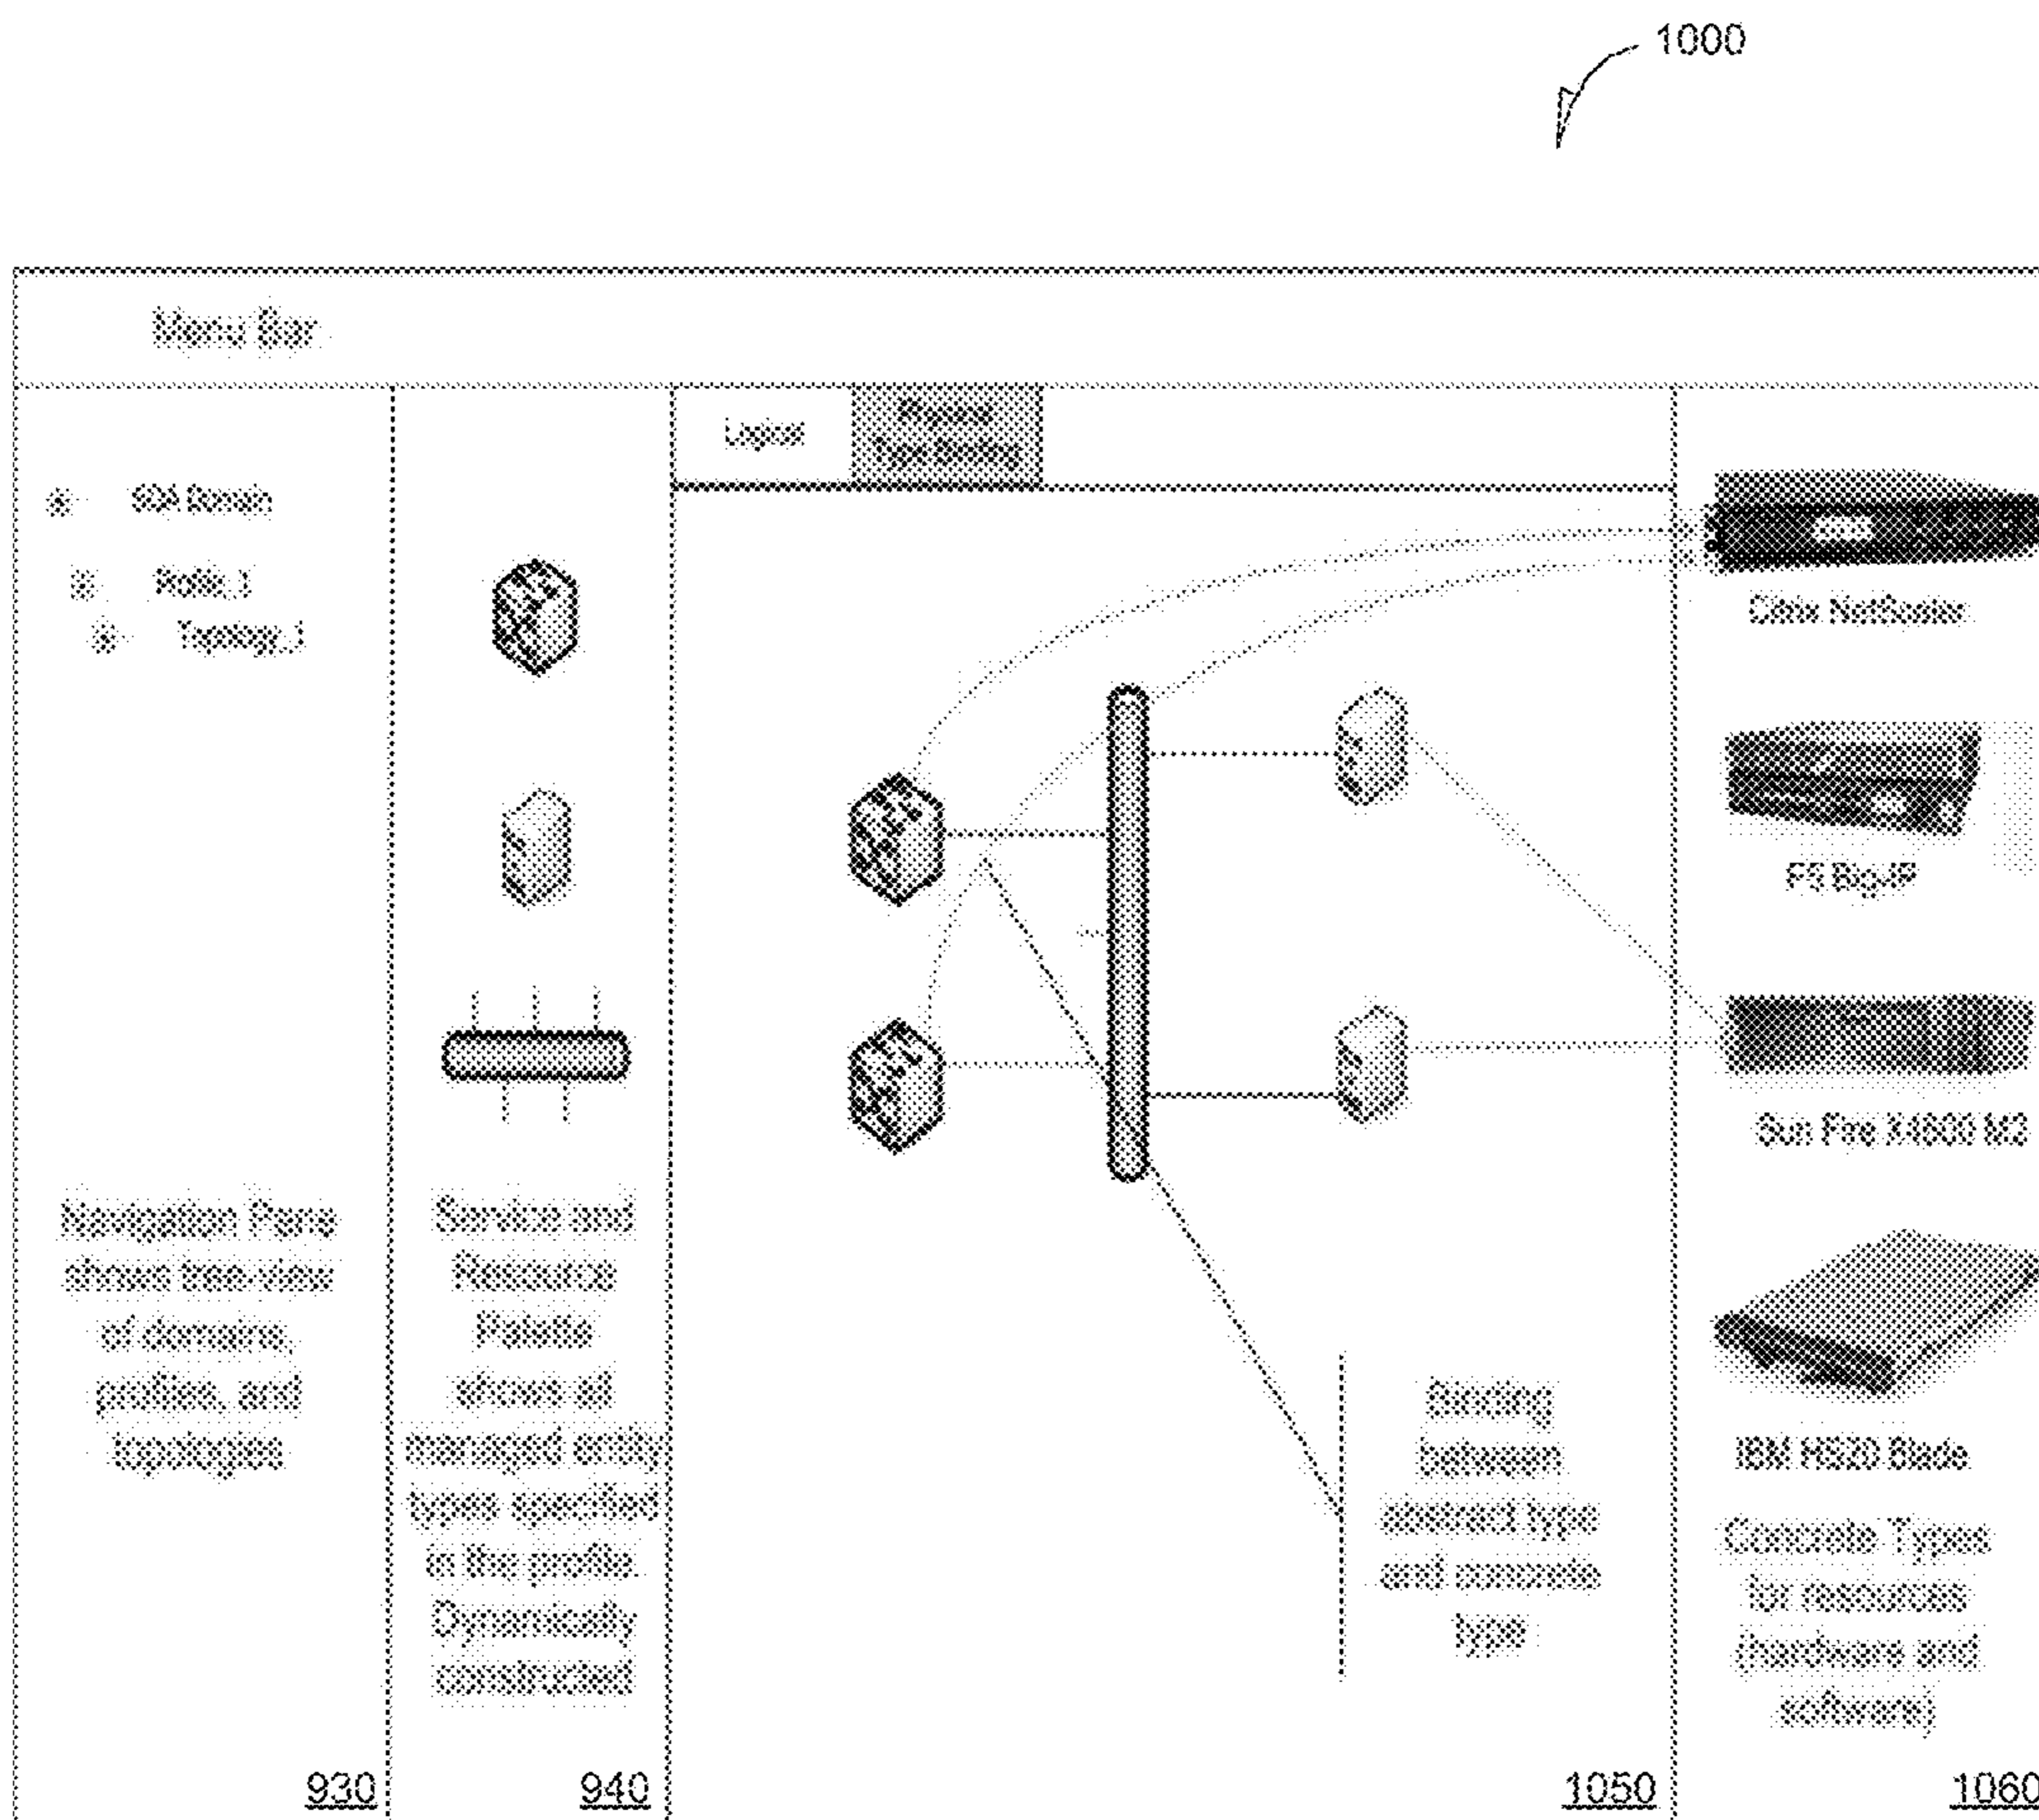 1000
Menu Bar
Logical
Physical
Type Binding
SOA Domain
Profile_1
Topology_1
Citrix NetScaler
F5 Big-IP
Sun Fire X4600 M2
IBM HS20 Blade
Navigation Pane
shows tree-view
of domains,
profiles, and
topologies
Service and
Resource
Palette
shows all
managed entity
types specified
in the profile.
Dynamically
constructed
Binding
between
abstract type
and concrete
type
Concrete Types
for resources
(hardware and
software)
930
940
1050
1060